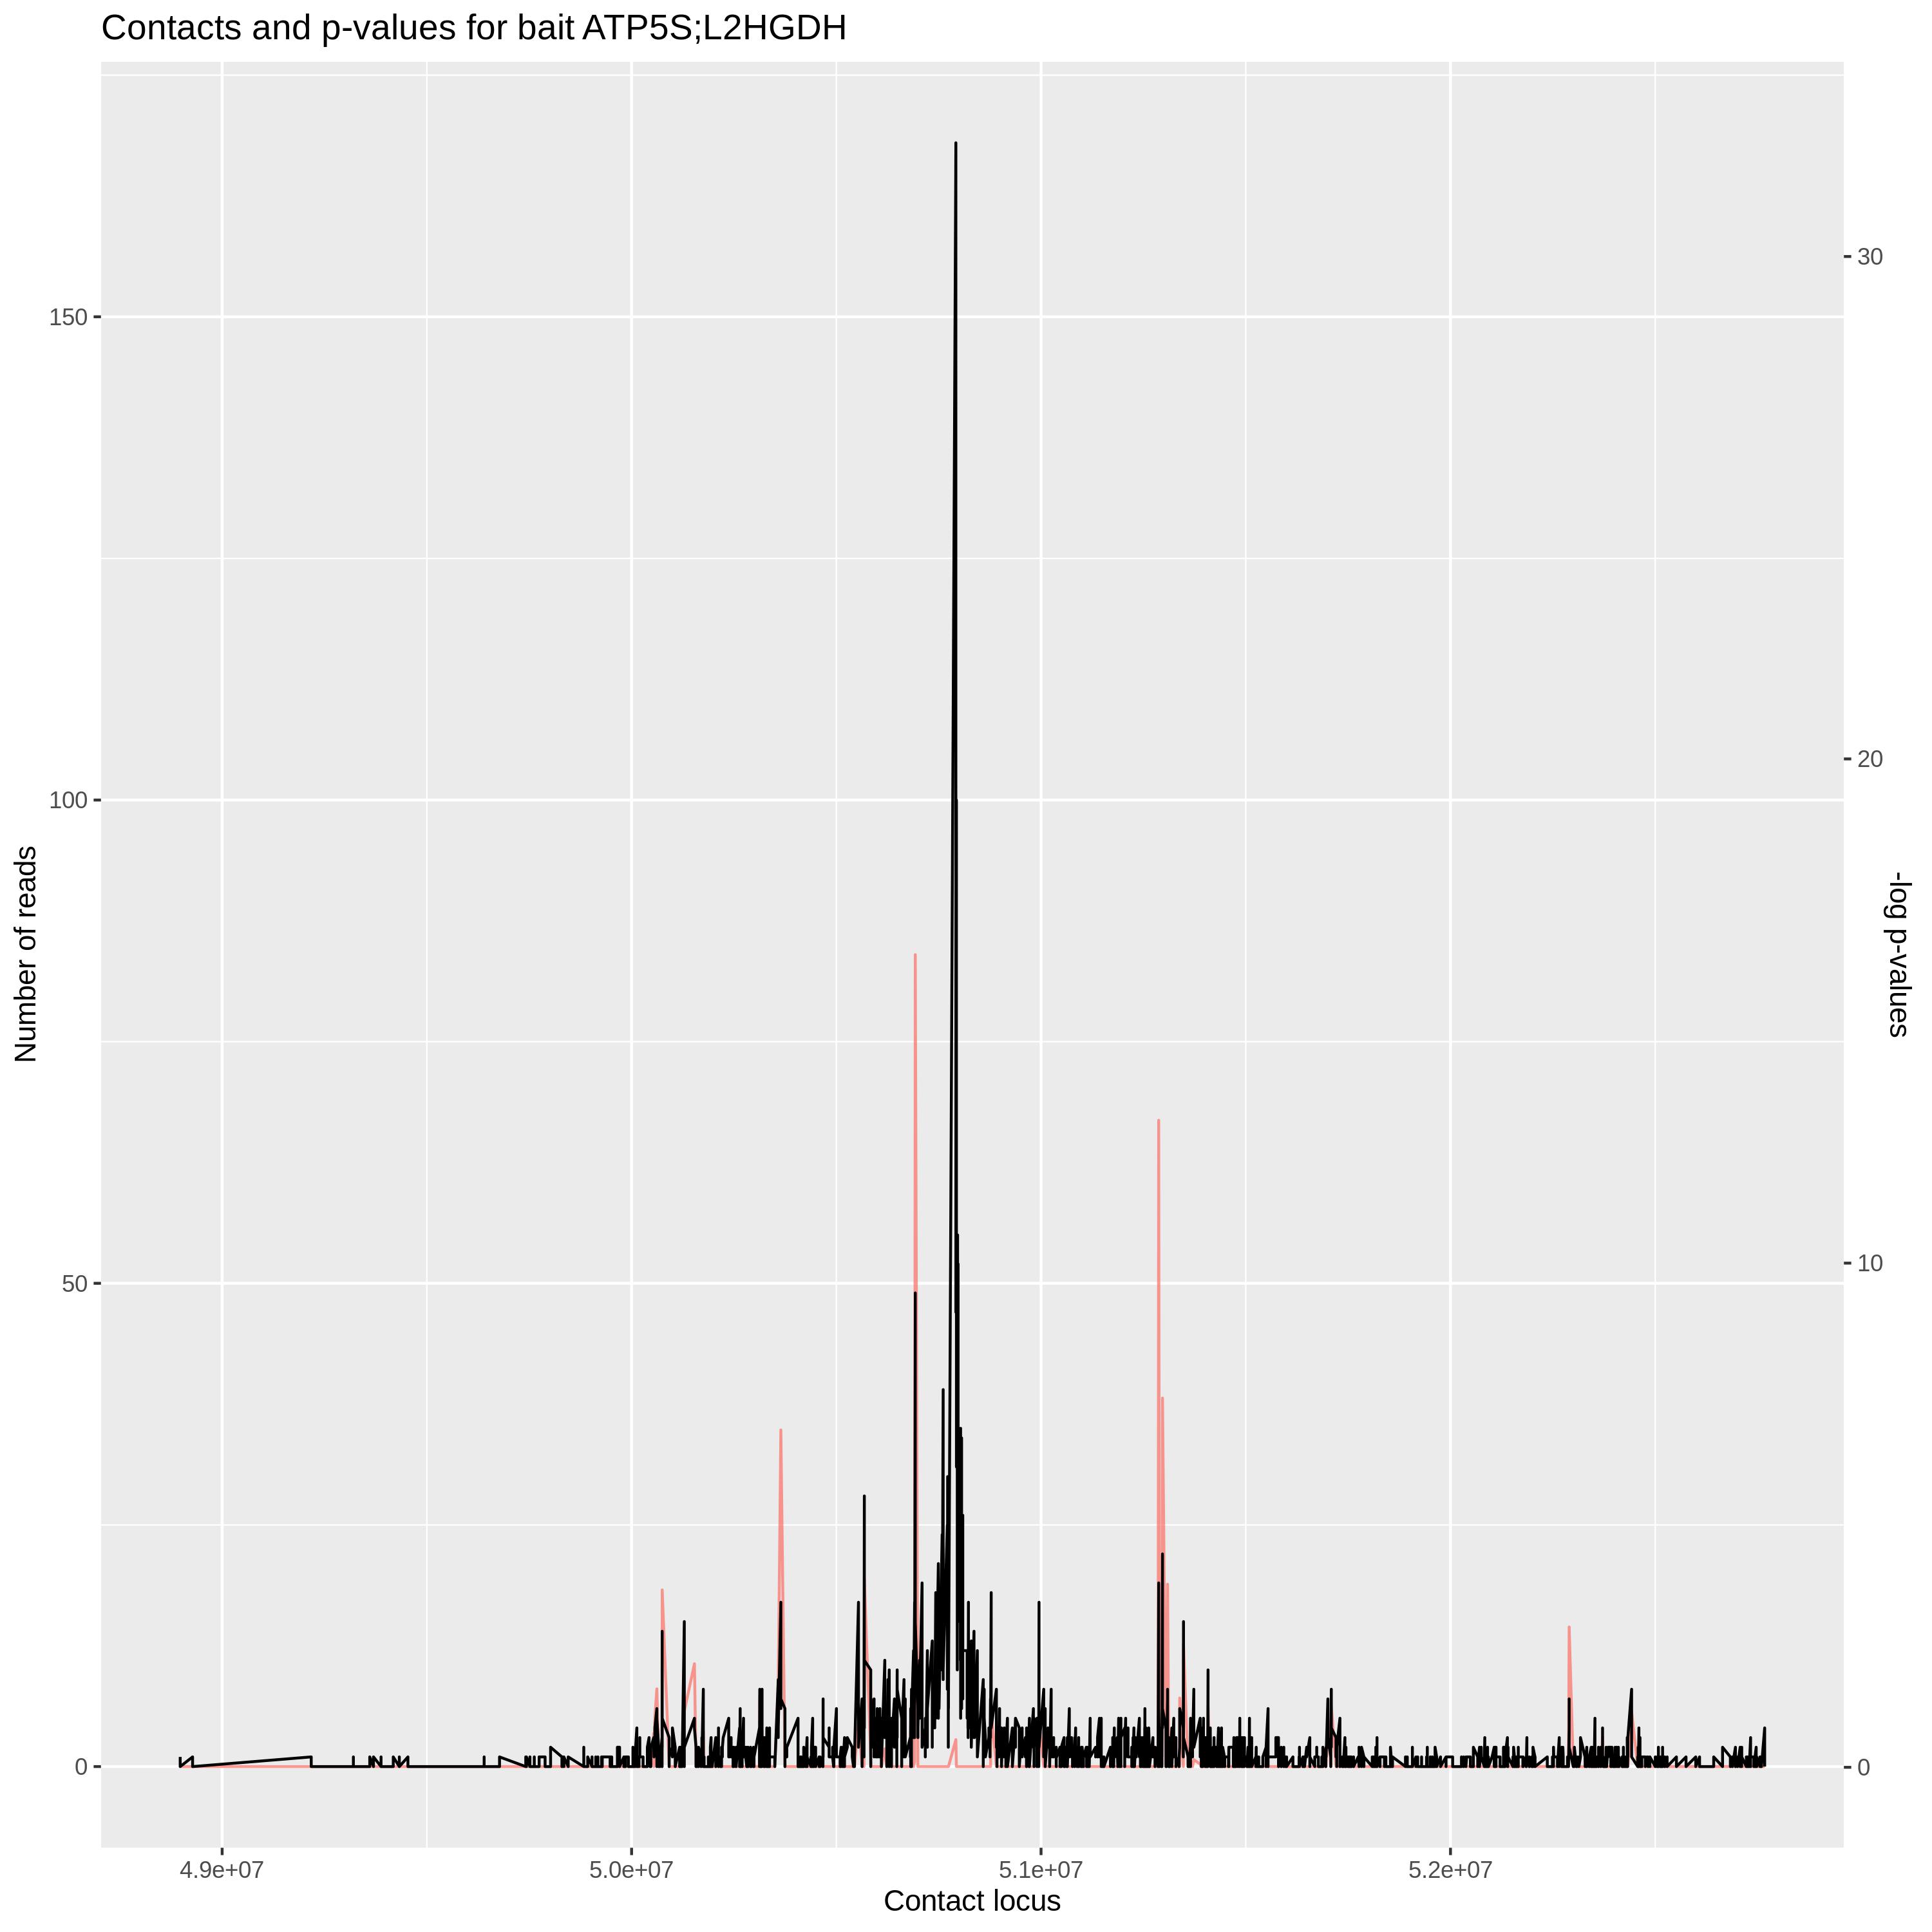 Contacts and p-values for bait ATP5S;L2HGDH
Number of reads
150
100
50
0
30
20
10
0
-log p-values
4.9e+07
5.0e+07
5.1e+07
5.2e+07
Contact locus